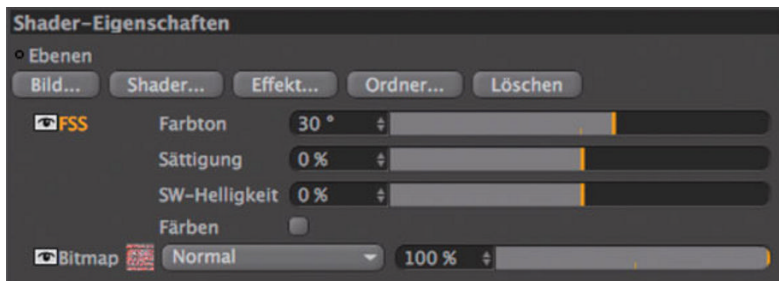 Shader-Eigenschaften
Ebenen
Bild... Shader... Effekt... Ordner... Löschen
FSS Farbton 30 °
Sättigung 0 %
SW-Helligkeit 0 %
Färben
Bitmap Normal 100 %